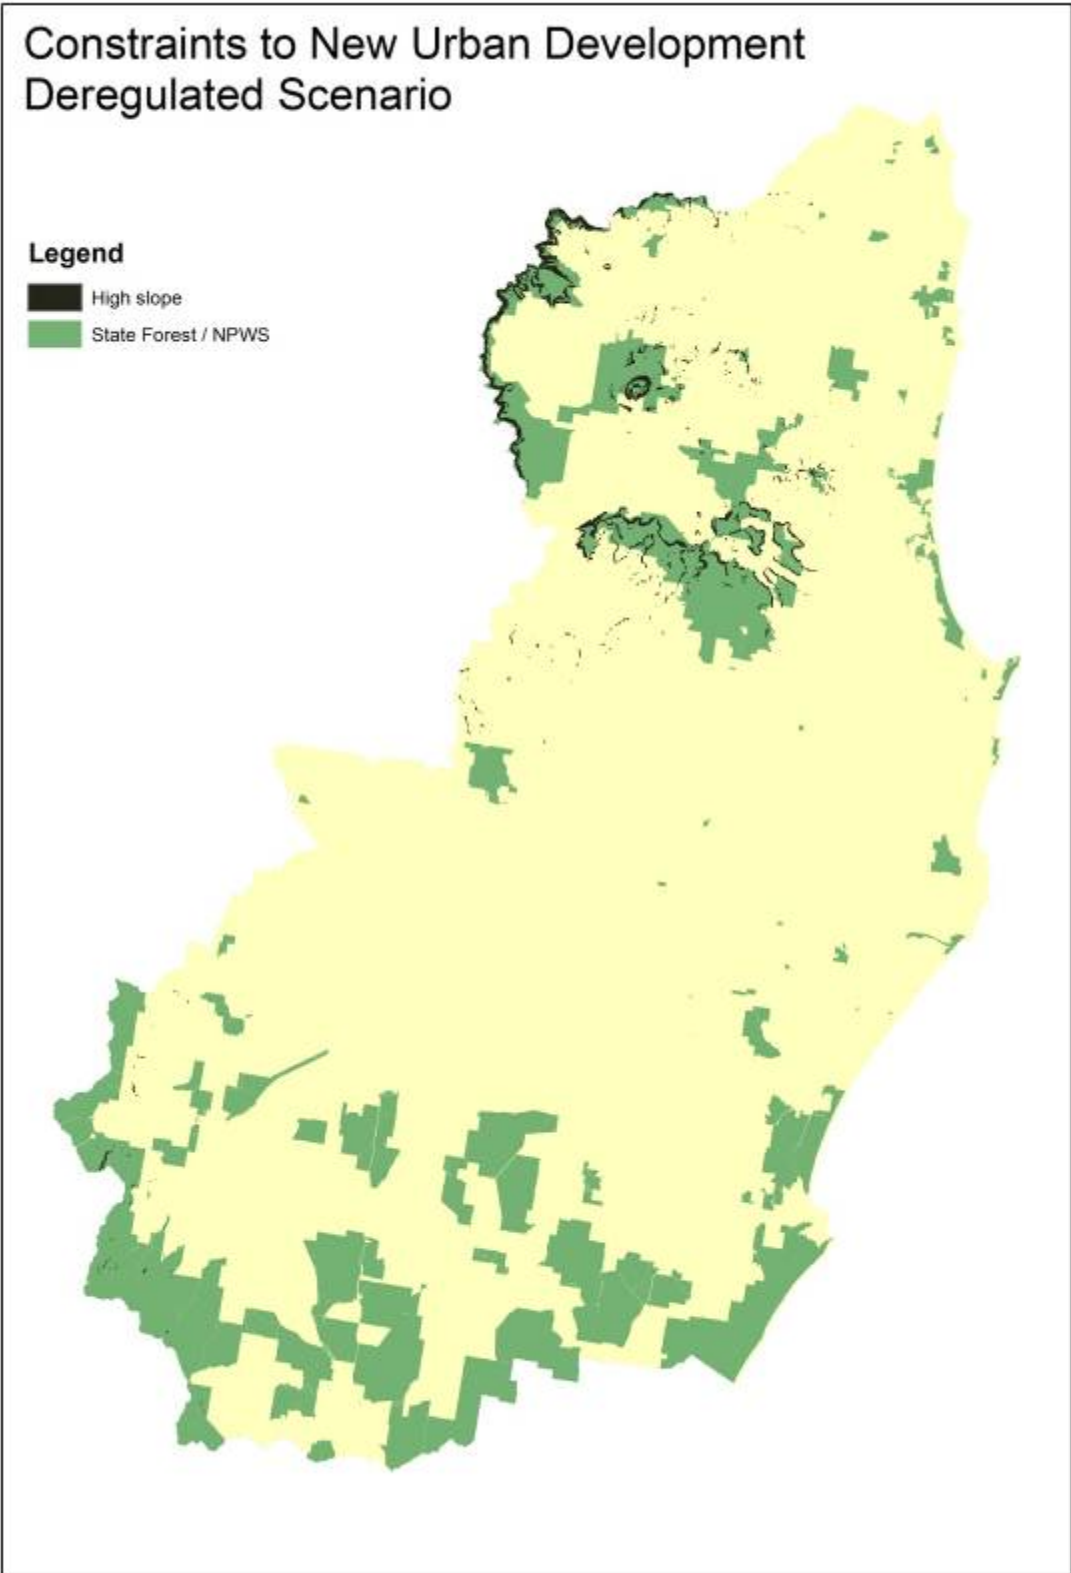 Constraints to New Urban Development
Deregulated Scenario
Legend
High slope
State Forest / NPWS